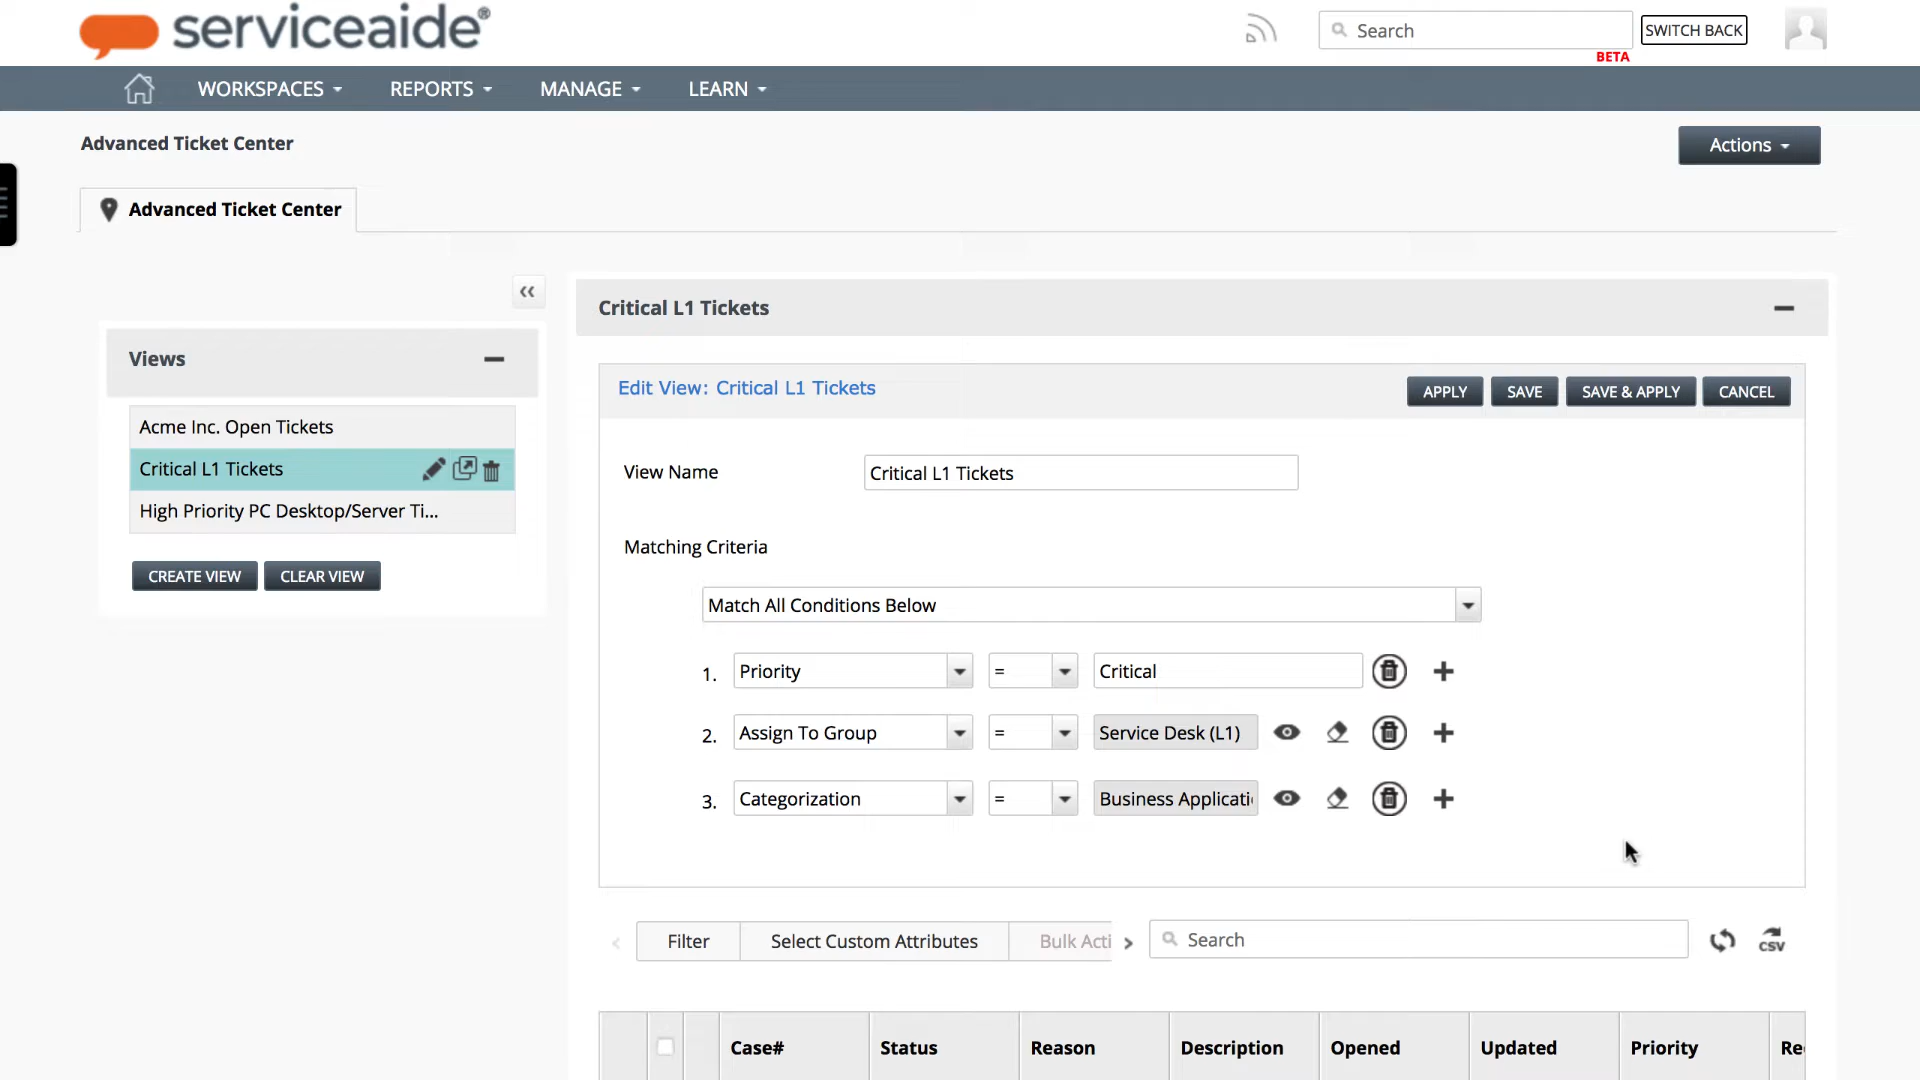 serviceaide®
Search
SWITCH BACK
BETA
WORKSPACES
REPORTS
MANAGE
LEARN
Advanced Ticket Center
Actions
Advanced Ticket Center
Views
Acme Inc. Open Tickets
Critical L1 Tickets
High Priority PC Desktop/Server Ti...
CREATE VIEW
CLEAR VIEW
Critical L1 Tickets
Edit View: Critical L1 Tickets
APPLY
SAVE
SAVE & APPLY
CANCEL
View Name
Critical L1 Tickets
Matching Criteria
Match All Conditions Below
1. Priority = Critical
2. Assign To Group = Service Desk (L1)
3. Categorization = Business Applicati
Filter
Select Custom Attributes
Bulk Acti
Search
CSV
Case#
Status
Reason
Description
Opened
Updated
Priority
Re